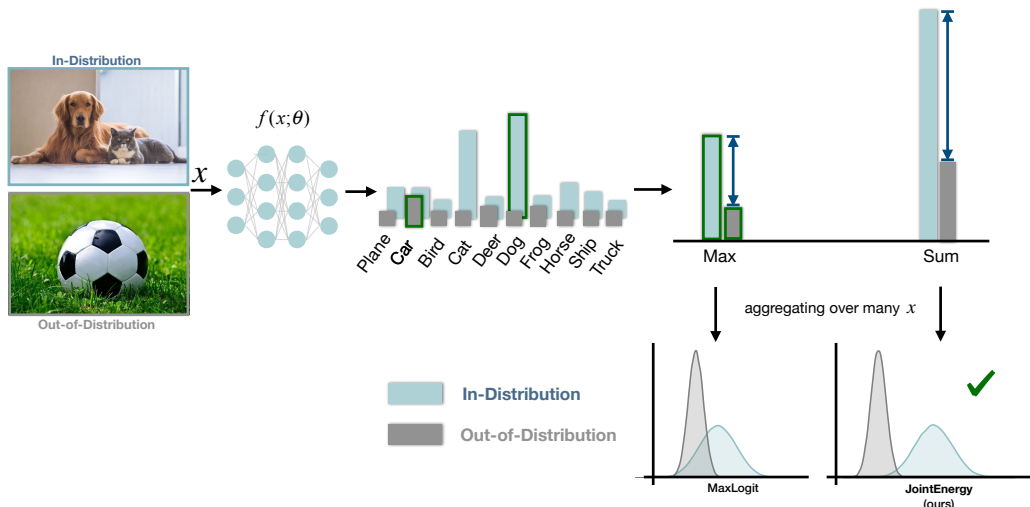 In-Distribution
x
f(x;θ)
Out-of-Distribution
Plane
Car
Bird
Cat
Deer
Dog
Frog
Horse
Ship
Truck
Max
Sum
aggregating over many x
In-Distribution
Out-of-Distribution
MaxLogit
JointEnergy
(ours)